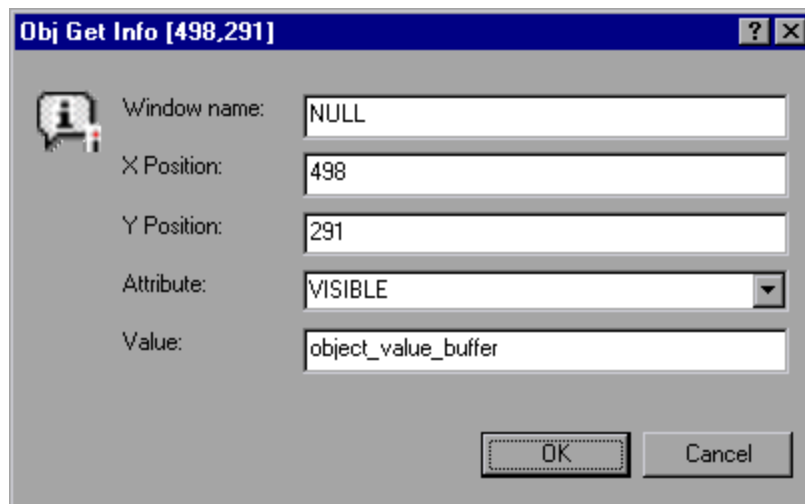 Obj Get Info [498,291]
Window name: NULL
X Position: 498
Y Position: 291
Attribute: VISIBLE
Value: object_value_buffer
OK Cancel